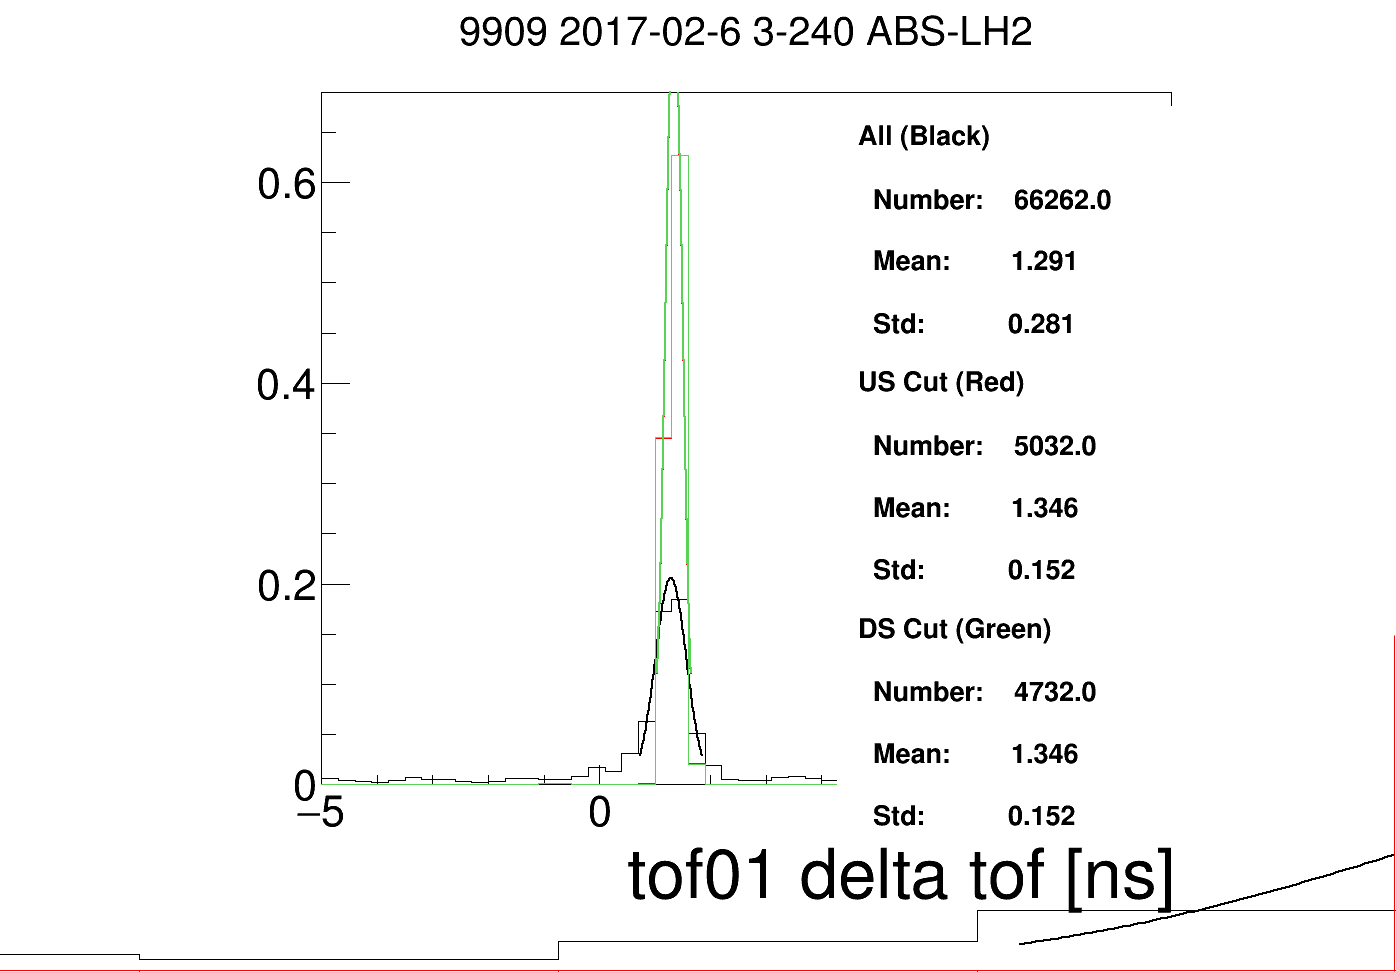 9909 2017-02-6 3-240 ABS-LH2
All (Black)
Number: 66262.0
Mean: 1.291
Std: 0.281
US Cut (Red)
Number: 5032.0
Mean: 1.346
Std: 0.152
DS Cut (Green)
Number: 4732.0
Mean: 1.346
Std: 0.152
0.6
0.4
0.2
0
−5 0
tof01 delta tof [ns]